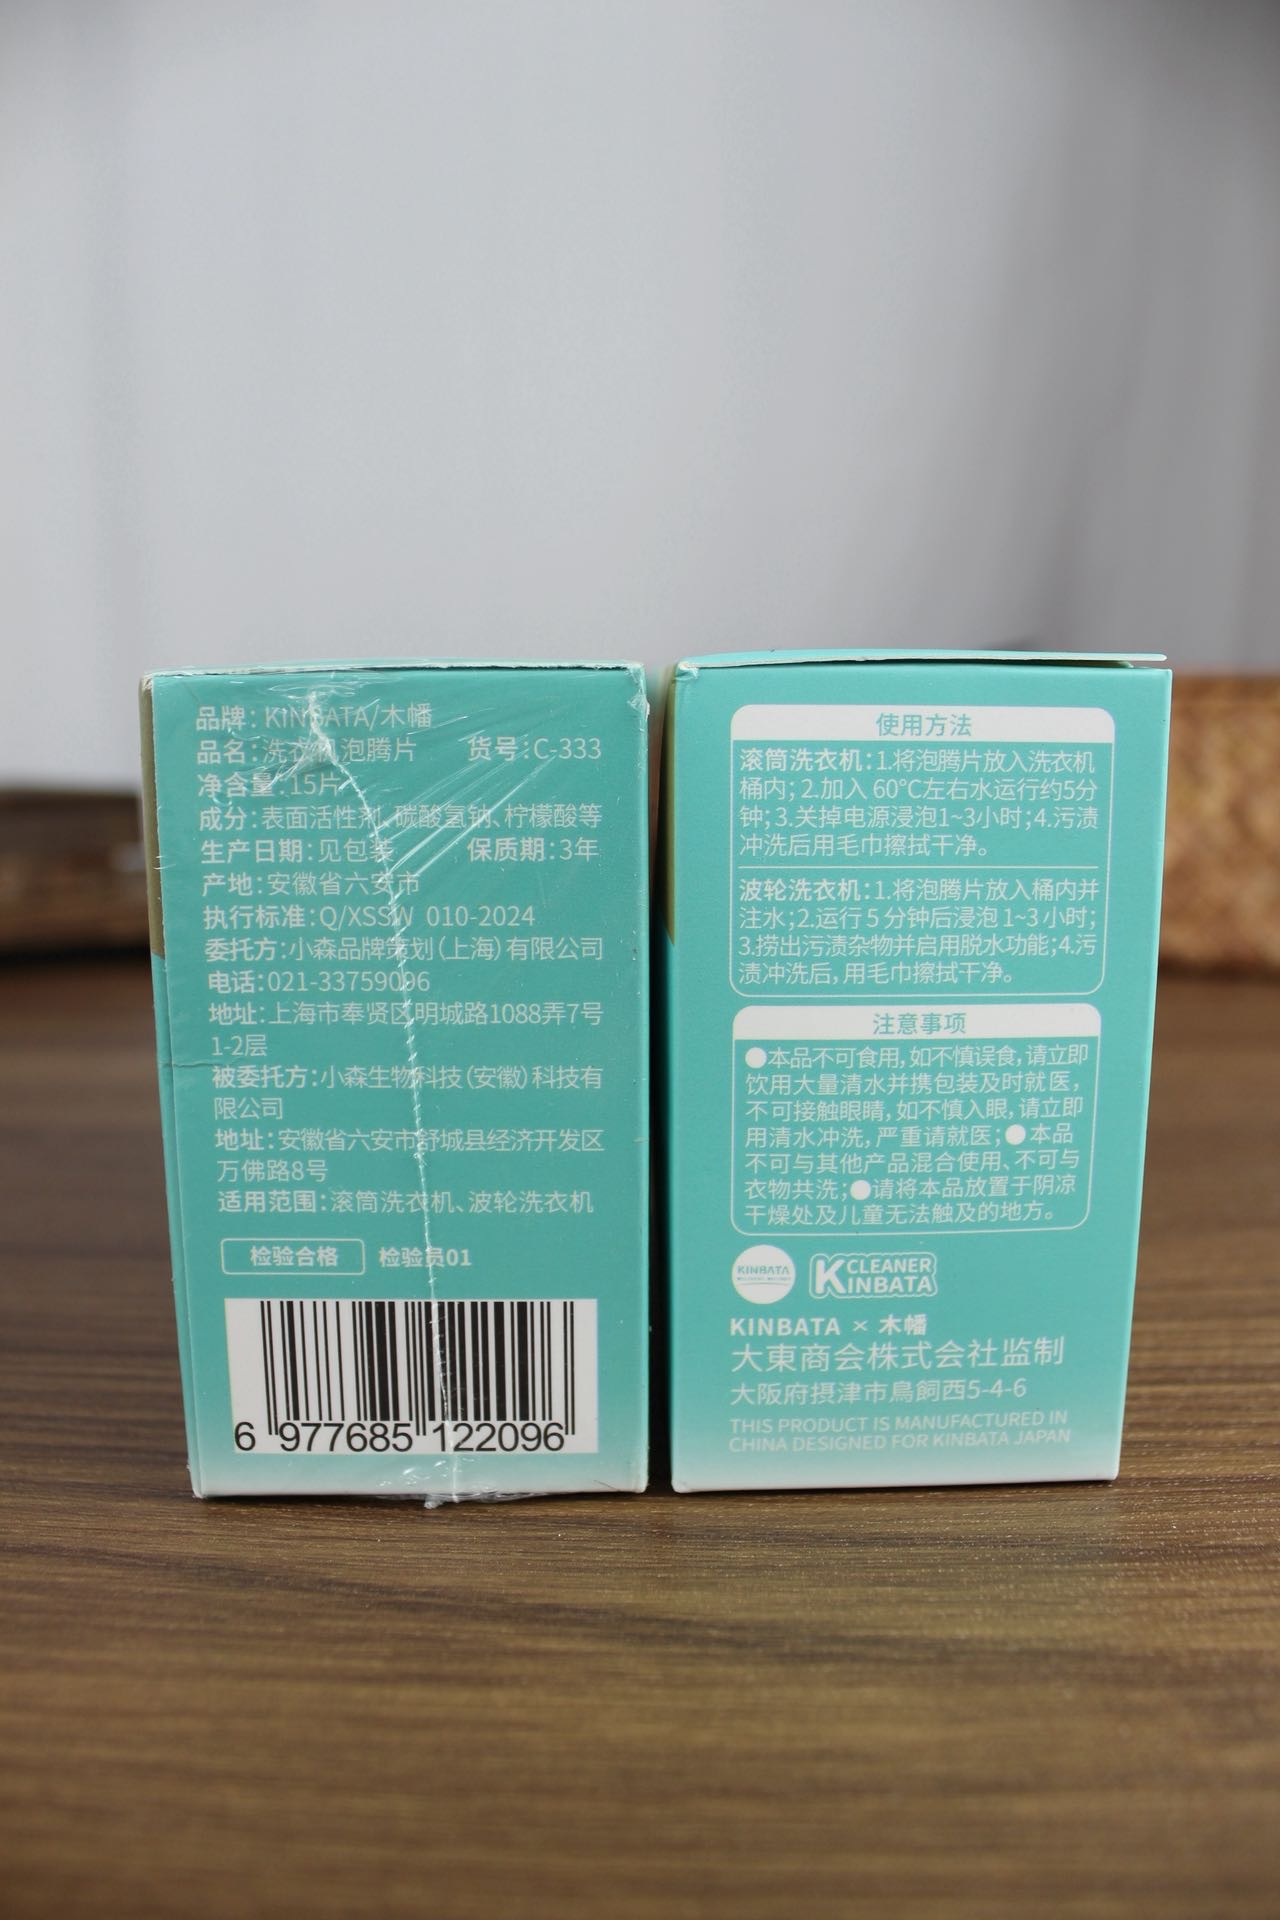 品牌：KINBATA/木幡
品名：洗衣机泡腾片 货号：C-333
净含量：15片
成分：表面活性剂、碳酸氢钠、柠檬酸等
生产日期：见包装 保质期：3年
产地：安徽省六安市
执行标准：Q/XSSW 010-2024
委托方：小森品牌策划（上海）有限公司
电话：021-33759096
地址：上海市奉贤区明城路1088弄7号
1-2层
被委托方：小森生物科技（安徽）科技有
限公司
地址：安徽省六安市舒城县经济开发区
万佛路8号
适用范围：滚筒洗衣机、波轮洗衣机
检验合格 检验员01
6 977685 122096
使用方法
滚筒洗衣机：1.将泡腾片放入洗衣机
桶内；2.加入 60℃左右水运行约5分
钟；3.关掉电源浸泡1~3小时；4.污渍
冲洗后用毛巾擦拭干净。
波轮洗衣机：1.将泡腾片放入桶内并
注水；2.运行 5 分钟后浸泡 1~3 小时；
3.捞出污渍杂物并启用脱水功能；4.污
渍冲洗后，用毛巾擦拭干净。
注意事项
●本品不可食用，如不慎误食，请立即
饮用大量清水并携包装及时就医，
不可接触眼睛，如不慎入眼，请立即
用清水冲洗，严重请就医；●本品
不可与其他产品混合使用、不可与
衣物共洗；●请将本品放置于阴凉
干燥处及儿童无法触及的地方。
KINBATA
CLEANER
KINBATA
KINBATA × 木幡
大東商会株式会社监制
大阪府摂津市鳥飼西5-4-6
THIS PRODUCT IS MANUFACTURED IN
CHINA DESIGNED FOR KINBATA JAPAN